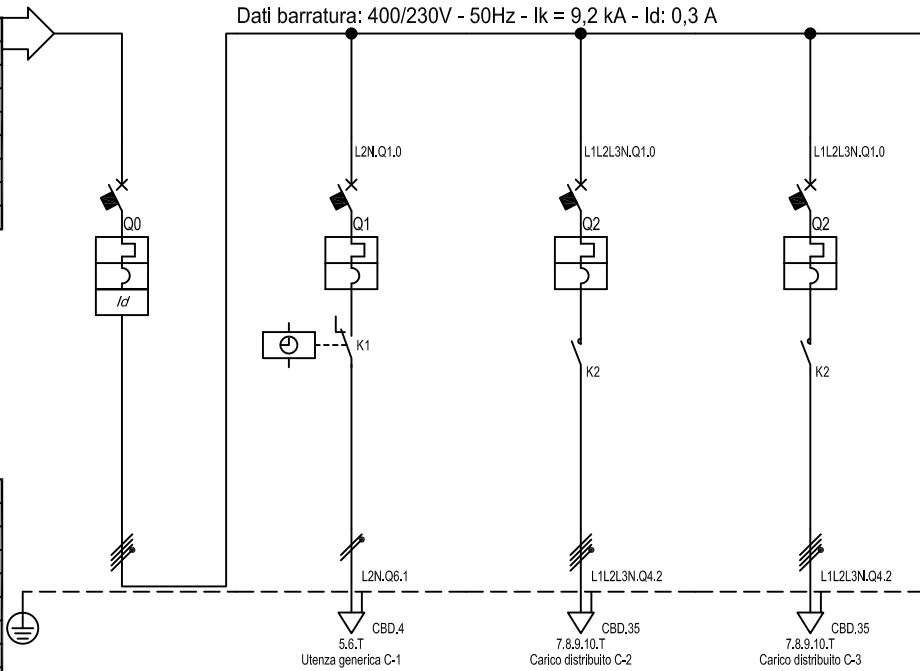 Dati barratura: 400/230V - 50Hz - Ik = 9,2 kA - Id: 0,3 A
L2N.Q1.0
L1L2L3N.Q1.0
L1L2L3N.Q1.0
Q0
Q1
Q2
Q2
Id
K1
K2
K2
L2N.Q6.1
L1L2L3N.Q4.2
L1L2L3N.Q4.2
CBD.4
CBD.35
CBD.35
5.6.T
7.8.9.10.T
7.8.9.10.T
Utenza generica C-1
Carico distribuito C-2
Carico distribuito C-3